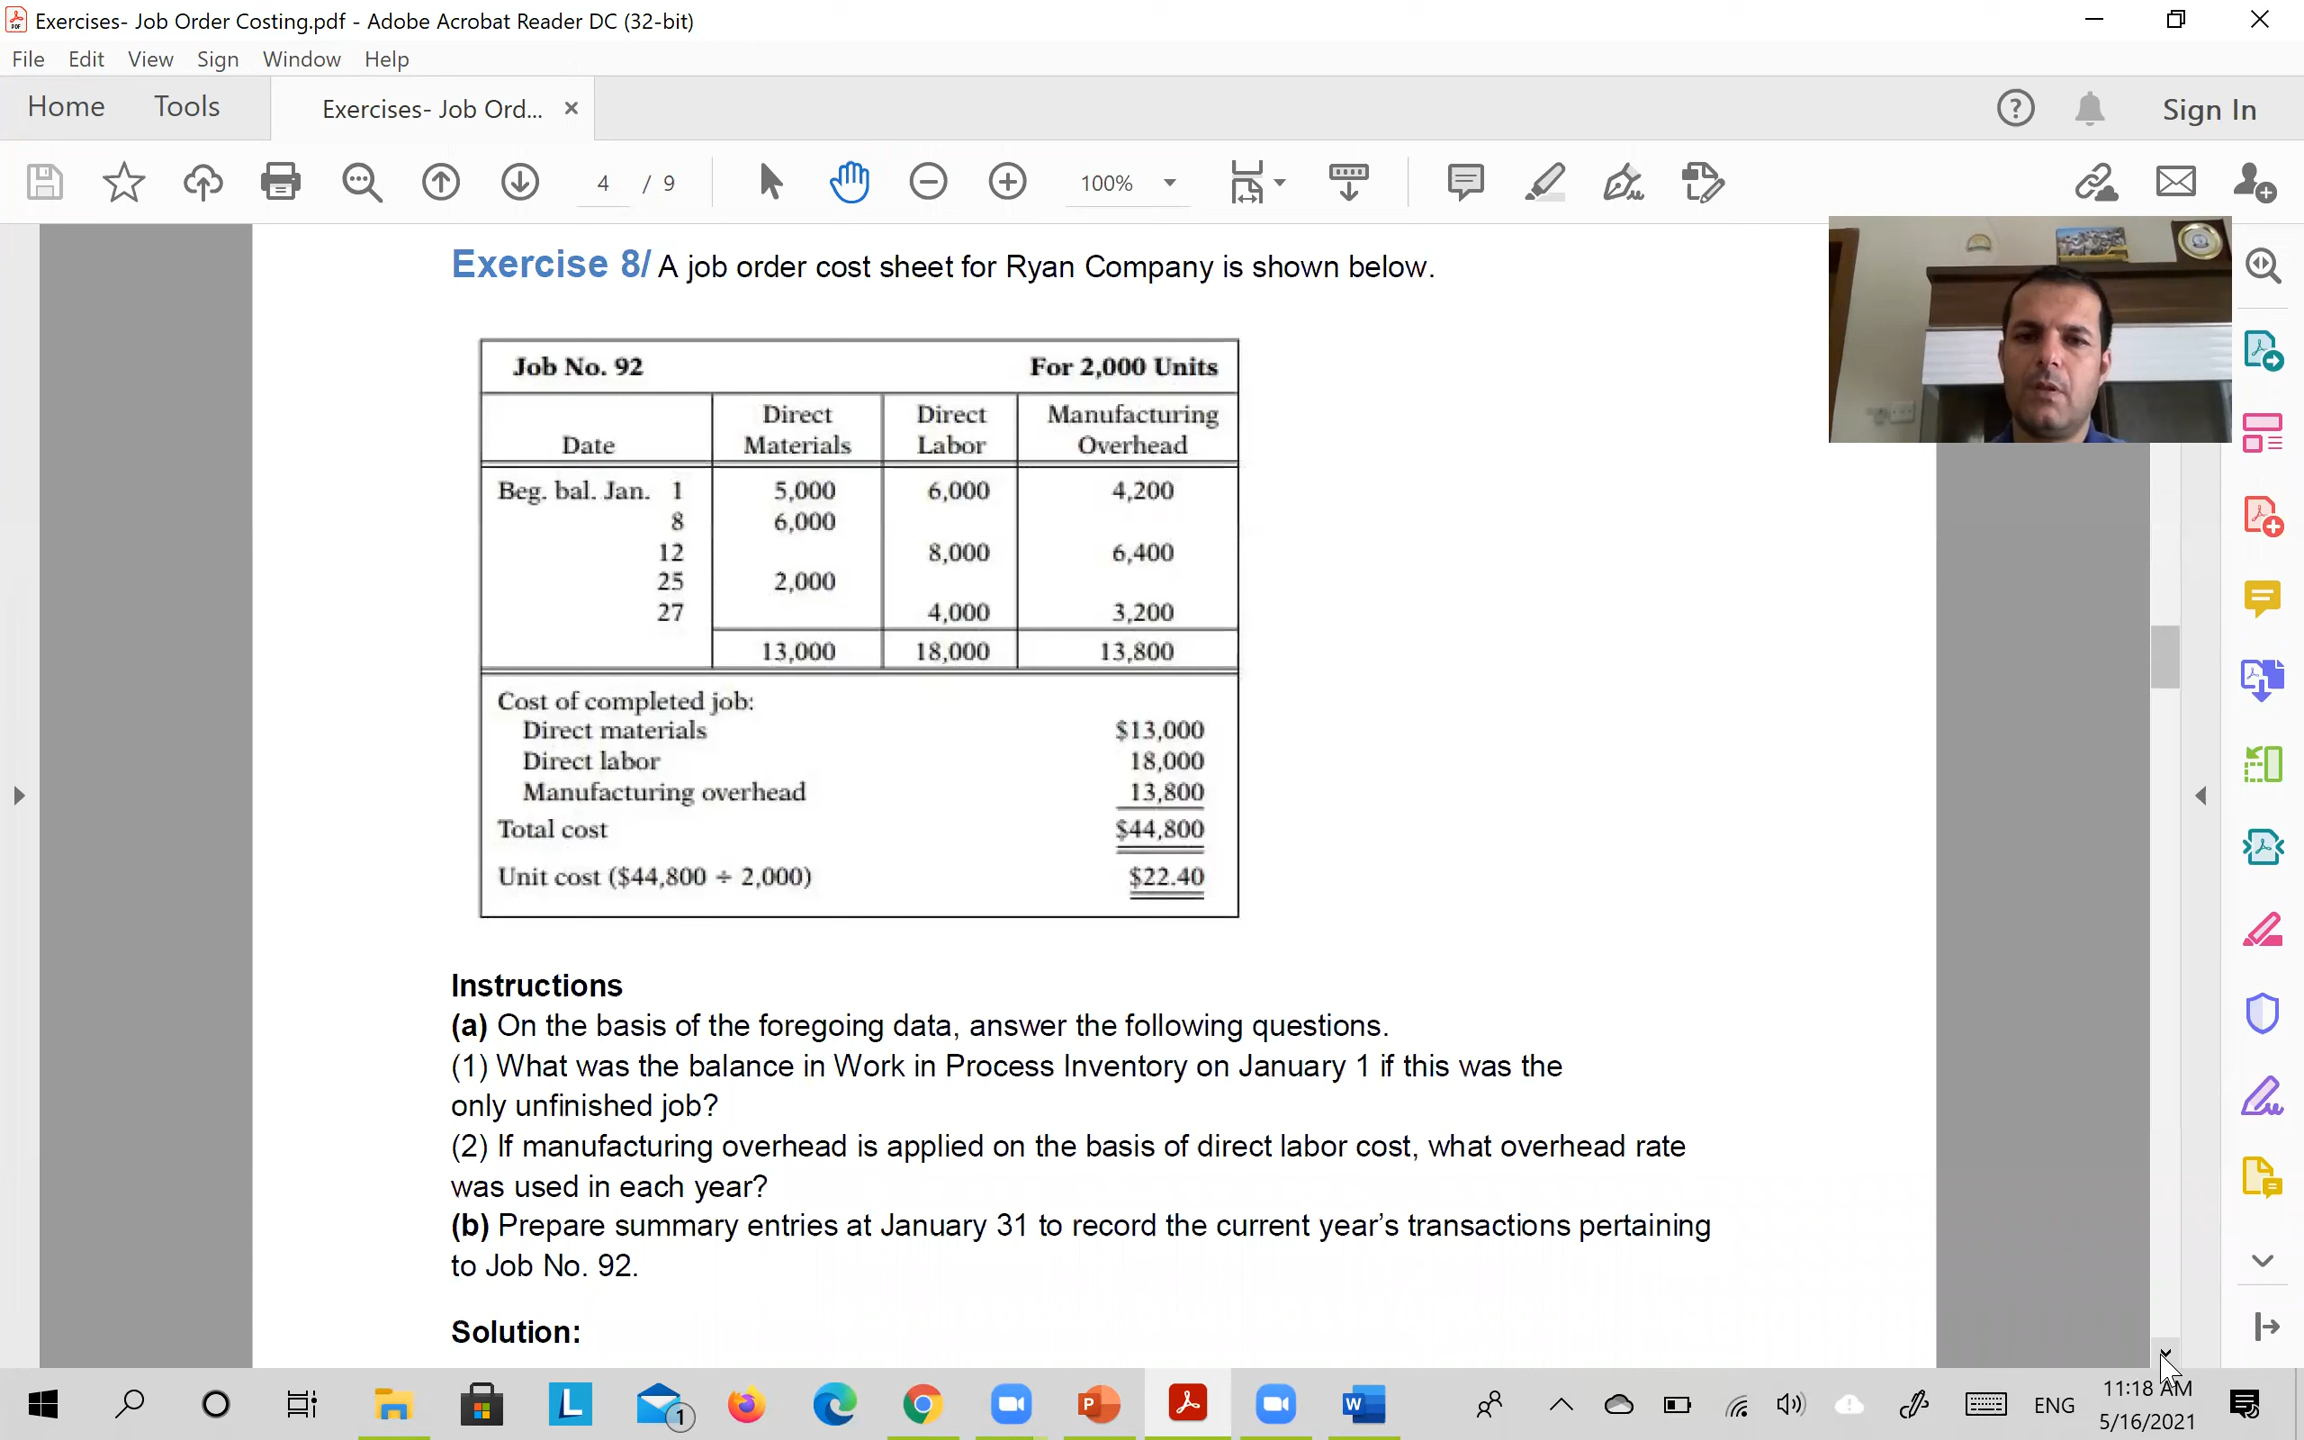 Exercises- Job Order Costing.pdf - Adobe Acrobat Reader DC (32-bit)
File Edit View Sign Window Help
Home Tools Exercises- Job Ord... × Sign In
4 / 9 100%
Exercise 8/ A job order cost sheet for Ryan Company is shown below.
Job No. 92 For 2,000 Units
Direct Direct Manufacturing
Date Materials Labor Overhead
Beg. bal. Jan. 1 5,000 6,000 4,200
8 6,000
12 8,000 6,400
25 2,000
27 4,000 3,200
13,000 18,000 13,800
Cost of completed job:
Direct materials $13,000
Direct labor 18,000
Manufacturing overhead 13,800
Total cost $44,800
Unit cost ($44,800 ÷ 2,000) $22.40
Instructions
(a) On the basis of the foregoing data, answer the following questions.
(1) What was the balance in Work in Process Inventory on January 1 if this was the
only unfinished job?
(2) If manufacturing overhead is applied on the basis of direct labor cost, what overhead rate
was used in each year?
(b) Prepare summary entries at January 31 to record the current year's transactions pertaining
to Job No. 92.
Solution:
L 1 P W ENG 11:18 AM
5/16/2021